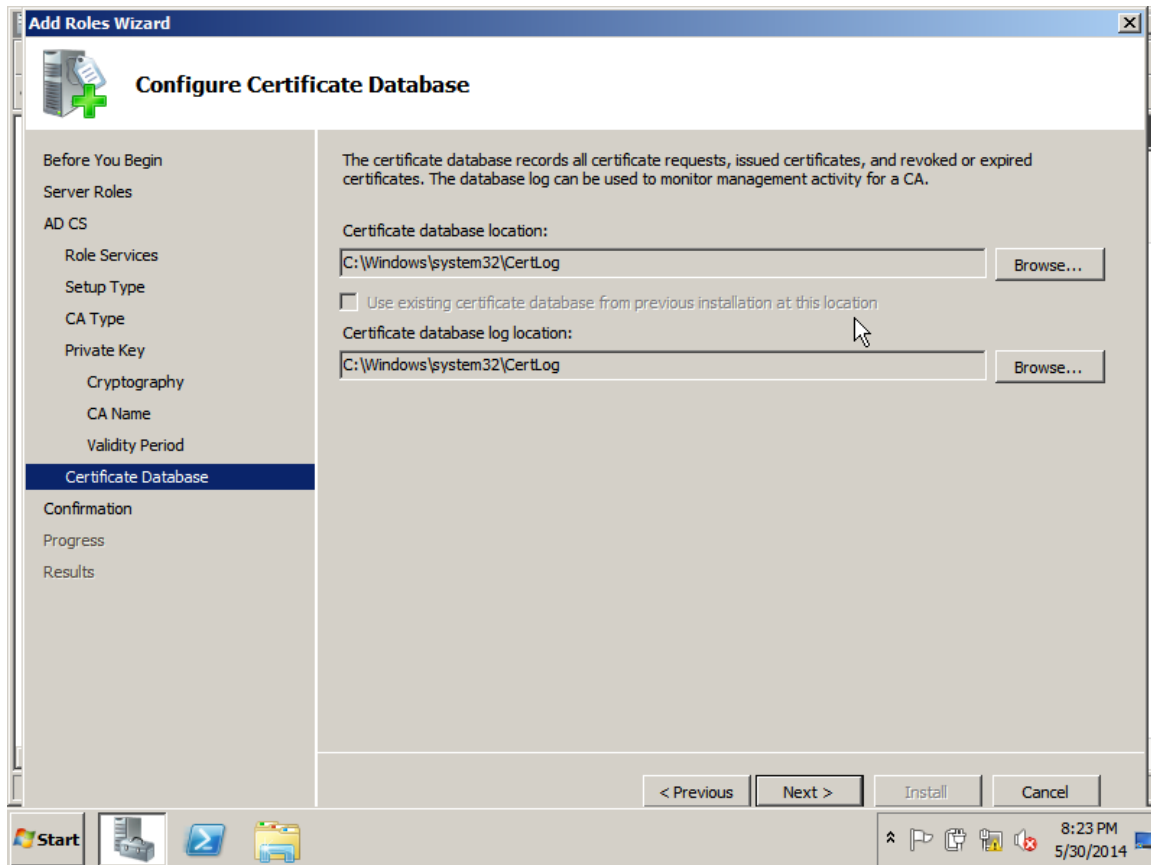 Add Roles Wizard
Configure Certificate Database
Before You Begin
Server Roles
AD CS
Role Services
Setup Type
CA Type
Private Key
Cryptography
CA Name
Validity Period
Certificate Database
Confirmation
Progress
Results
The certificate database records all certificate requests, issued certificates, and revoked or expired
certificates. The database log can be used to monitor management activity for a CA.
Certificate database location:
C:\Windows\system32\CertLog
Browse...
Use existing certificate database from previous installation at this location
Certificate database log location:
C:\Windows\system32\CertLog
Browse...
< Previous
Next >
Install
Cancel
Start
8:23 PM
5/30/2014